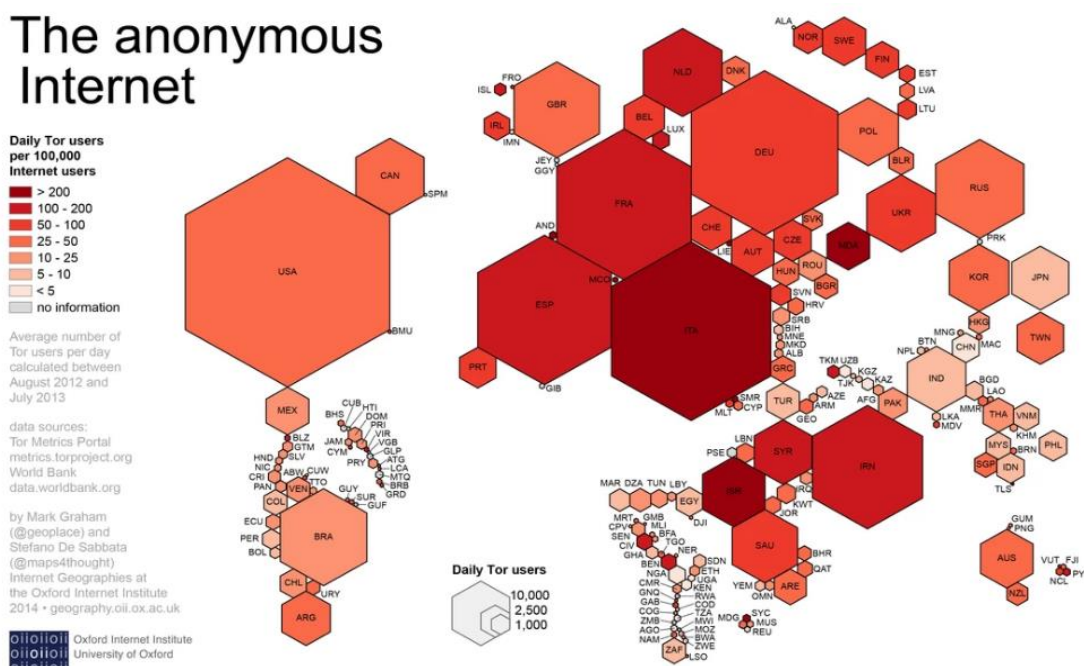 The anonymous
Internet
Daily Tor users
per 100,000
Internet users
> 200
100 - 200
50 - 100
25 - 50
10 - 25
5 - 10
< 5
no information
Average number of
Tor users per day
calculated between
August 2012 and
July 2013
data sources:
Tor Metrics Portal
metrics.torproject.org
World Bank
data.worldbank.org
by Mark Graham
(@geoplace) and
Stefano De Sabbata
(@maps4thought)
Internet Geographies at
the Oxford Internet Institute
2014 • geography.oii.ox.ac.uk
oiioiioii
oiioiioii
Oxford Internet Institute
University of Oxford
CAN
SPM
USA
BMU
MEX
CUB
HTI
BHS
DOM
PRI
JAM
VIR
CYM
VGB
GLP
PRY
ATG
LCA
MTQ
BRB
GRD
BLZ
GTM
SLV
HND
NIC
CRI
PAN
ABW
CUW
TTO
VEN
COL
GUY
SUR
GUF
ECU
PER
BOL
BRA
CHL
URY
ARG
ALA
NOR
SWE
FIN
EST
LVA
LTU
FRO
ISL
GBR
IRL
IMN
JEY
GGY
NLD
DNK
BEL
LUX
DEU
POL
BLR
RUS
UKR
PRK
FRA
AND
CHE
LIE
AUT
CZE
SVK
MDA
HUN
ROU
BGR
MCO
ESP
ITA
SVN
HRV
SRB
BIH
MNE
MKD
ALB
GRC
PRT
GIB
SMR
MLT
CYP
KOR
JPN
HKG
MAC
MNG
CHN
TWN
BTN
NPL
IND
BGD
LAO
MMR
LKA
MDV
THA
VNM
KHM
MYS
BRN
PHL
SGP
IDN
TLS
TKM
UZB
KGZ
TJK
KAZ
AFG
PAK
TUR
AZE
ARM
GEO
LBN
PSE
SYR
IRN
ISR
IRQ
KWT
JOR
SAU
BHR
QAT
YEM
OMN
ARE
MAR
DZA
TUN
LBY
EGY
DJI
MRT
GMB
CPV
MLI
SEN
BFA
CIV
TGO
GHA
NER
BEN
SDN
NGA
ETH
UGA
CMR
KEN
GNQ
RWA
GAB
COD
COG
TZA
ZMB
MWI
AGO
MOZ
NAM
BWA
ZWE
ZAF
LSO
MDG
SYC
MUS
REU
GUM
PNG
AUS
NZL
VUT
FJI
NCL
PY
Daily Tor users
10,000
2,500
1,000